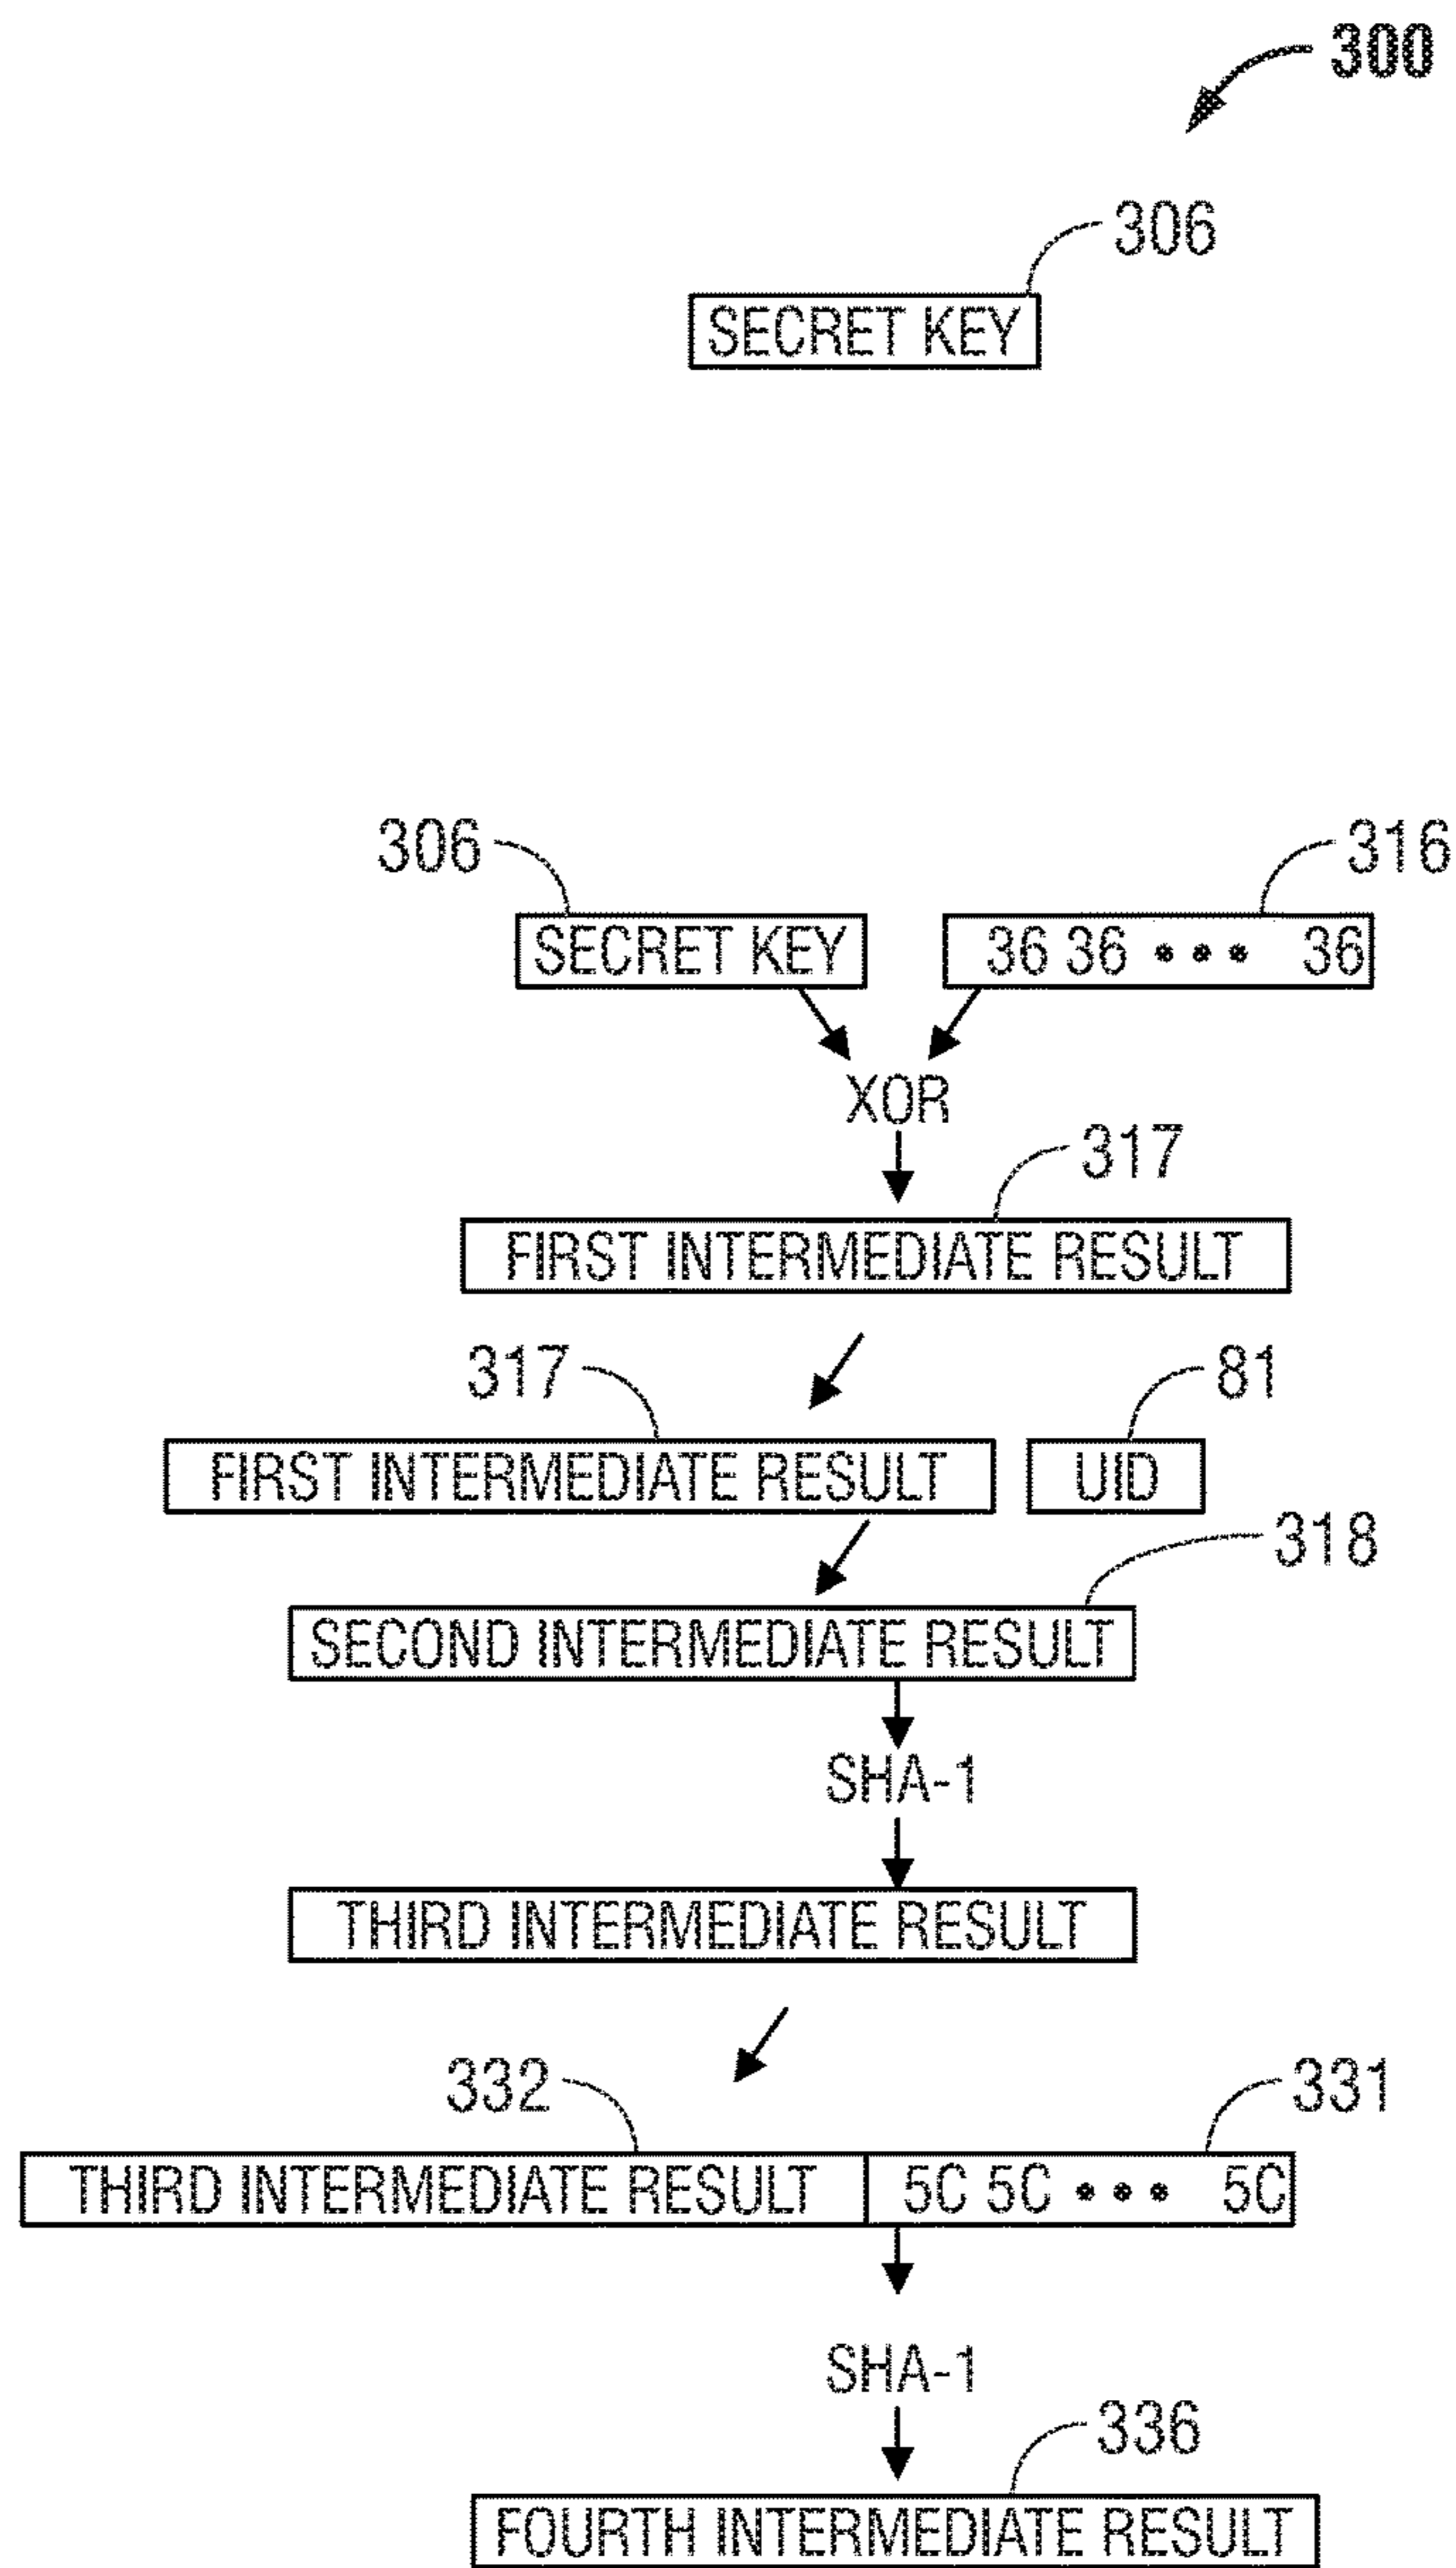 300
306
SECRET KEY
306 316
SECRET KEY 36 36 ••• 36
XOR
317
FIRST INTERMEDIATE RESULT
317 81
FIRST INTERMEDIATE RESULT UID
318
SECOND INTERMEDIATE RESULT
SHA-1
THIRD INTERMEDIATE RESULT
332 331
THIRD INTERMEDIATE RESULT 5C 5C ••• 5C
SHA-1
336
FOURTH INTERMEDIATE RESULT